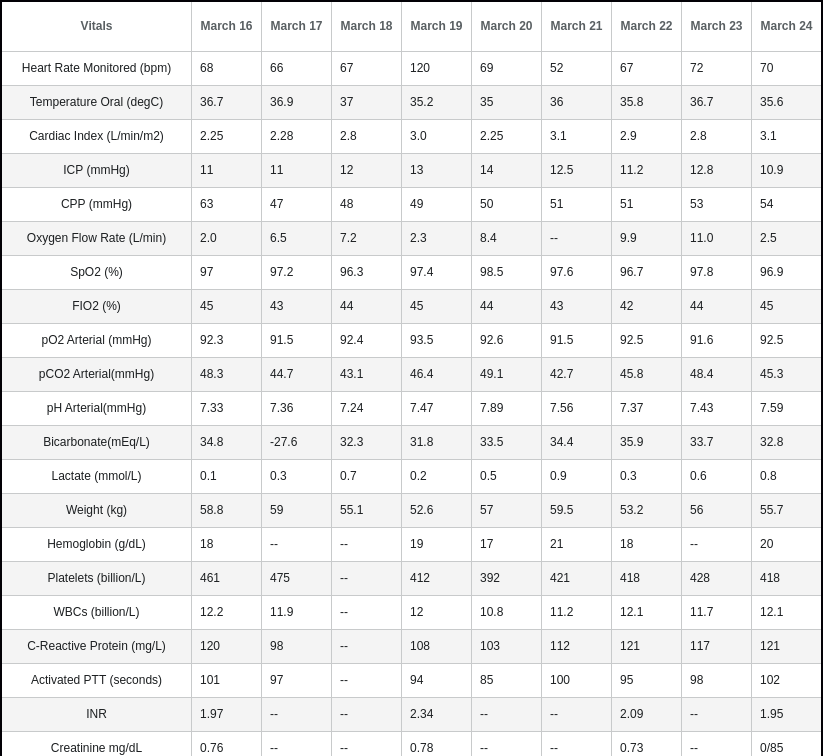 Vitals March 16 March 17 March 18 March 19 March 20 March 21 March 22 March 23 March 24
Heart Rate Monitored (bpm) 68 66 67 120 69 52 67 72 70
Temperature Oral (degC) 36.7 36.9 37 35.2 35 36 35.8 36.7 35.6
Cardiac Index (L/min/m2) 2.25 2.28 2.8 3.0 2.25 3.1 2.9 2.8 3.1
ICP (mmHg) 11 11 12 13 14 12.5 11.2 12.8 10.9
CPP (mmHg) 63 47 48 49 50 51 51 53 54
Oxygen Flow Rate (L/min) 2.0 6.5 7.2 2.3 8.4 -- 9.9 11.0 2.5
SpO2 (%) 97 97.2 96.3 97.4 98.5 97.6 96.7 97.8 96.9
FIO2 (%) 45 43 44 45 44 43 42 44 45
pO2 Arterial (mmHg) 92.3 91.5 92.4 93.5 92.6 91.5 92.5 91.6 92.5
pCO2 Arterial(mmHg) 48.3 44.7 43.1 46.4 49.1 42.7 45.8 48.4 45.3
pH Arterial(mmHg) 7.33 7.36 7.24 7.47 7.89 7.56 7.37 7.43 7.59
Bicarbonate(mEq/L) 34.8 -27.6 32.3 31.8 33.5 34.4 35.9 33.7 32.8
Lactate (mmol/L) 0.1 0.3 0.7 0.2 0.5 0.9 0.3 0.6 0.8
Weight (kg) 58.8 59 55.1 52.6 57 59.5 53.2 56 55.7
Hemoglobin (g/dL) 18 -- -- 19 17 21 18 -- 20
Platelets (billion/L) 461 475 -- 412 392 421 418 428 418
WBCs (billion/L) 12.2 11.9 -- 12 10.8 11.2 12.1 11.7 12.1
C-Reactive Protein (mg/L) 120 98 -- 108 103 112 121 117 121
Activated PTT (seconds) 101 97 -- 94 85 100 95 98 102
INR 1.97 -- -- 2.34 -- -- 2.09 -- 1.95
Creatinine mg/dL 0.76 -- -- 0.78 -- -- 0.73 -- 0/85